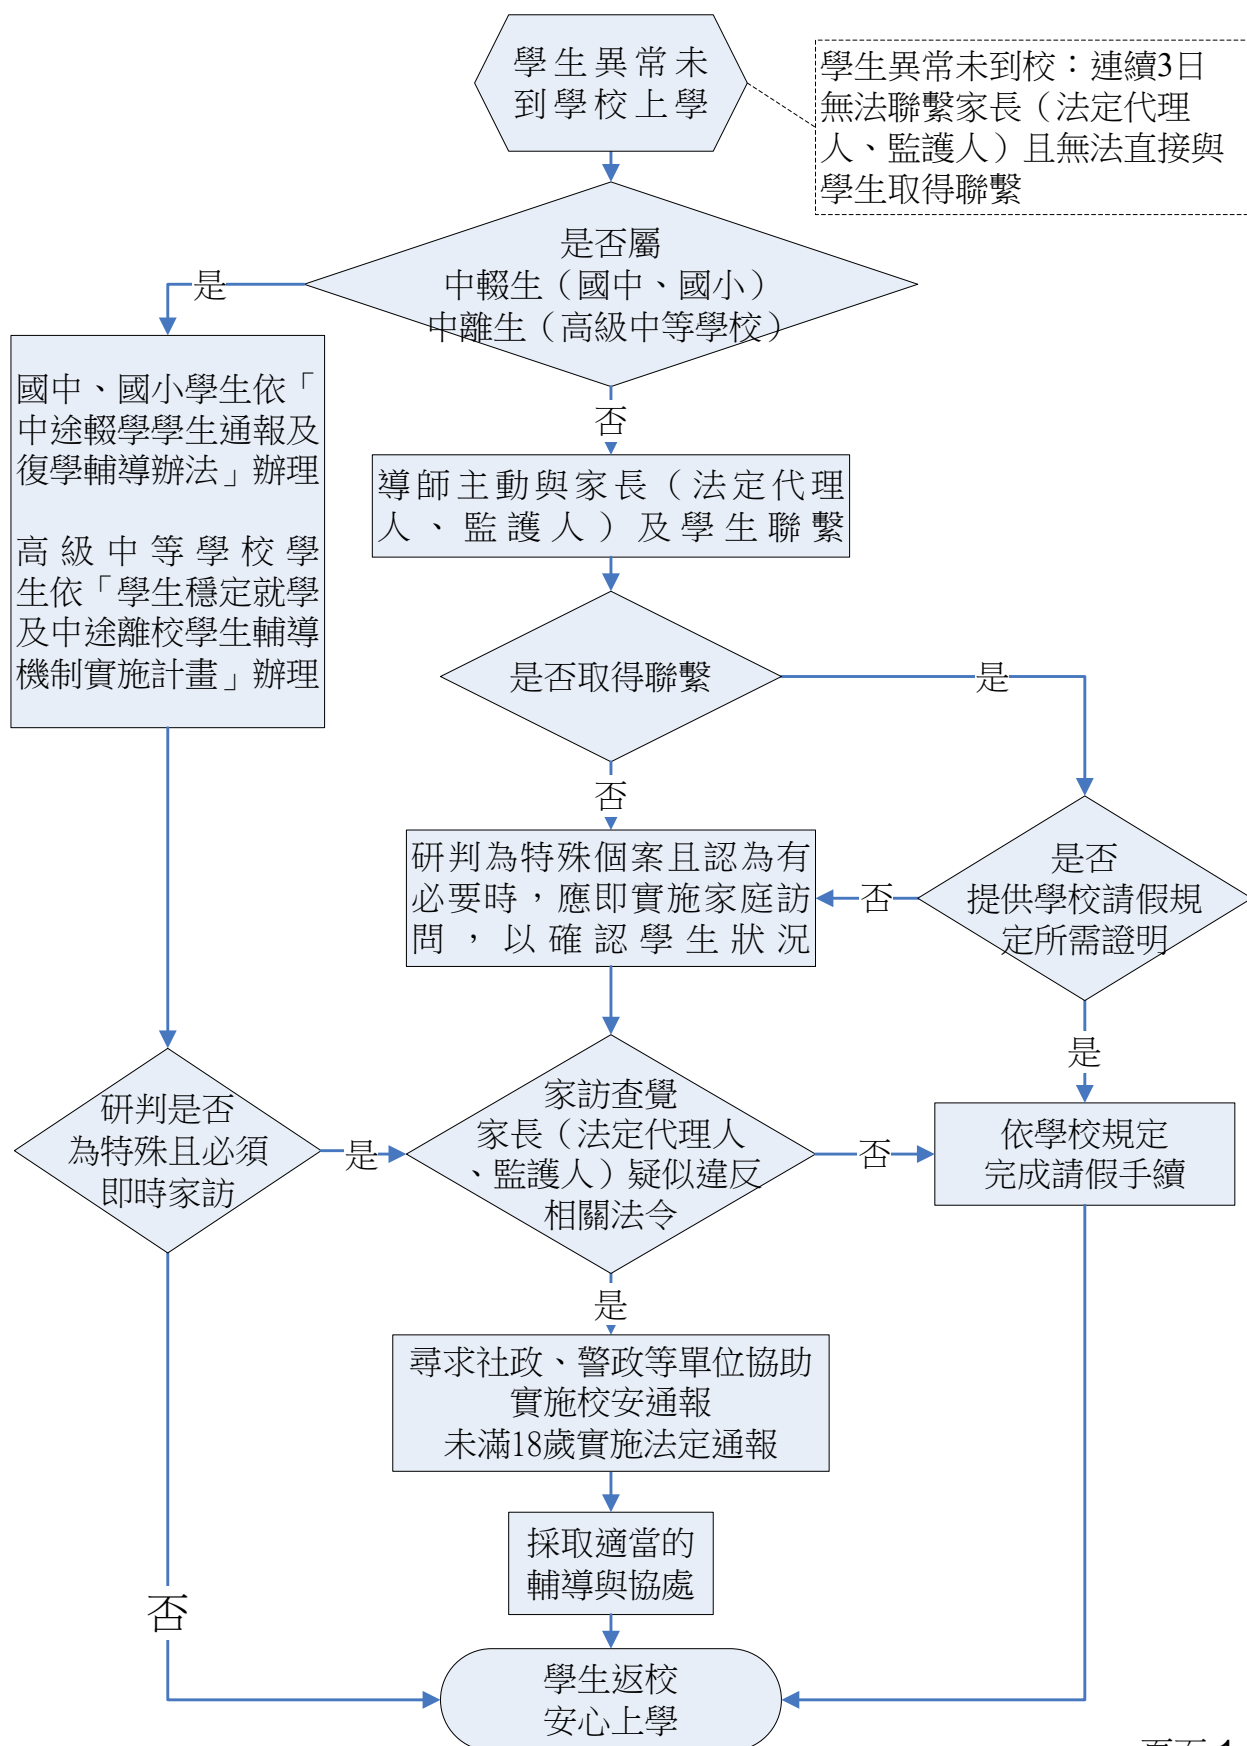 學生異常未
到學校上學
學生異常未到校：連續3日
無法聯繫家長（法定代理
人、監護人）且無法直接與
學生取得聯繫
是否屬
中輟生（國中、國小）
中離生（高級中等學校）
是
否
國中、國小學生依「
中途輟學學生通報及
復學輔導辦法」辦理
高級中等學校學
生依「學生穩定就學
及中途離校學生輔導
機制實施計畫」辦理
導師主動與家長（法定代理
人、監護人）及學生聯繫
是否取得聯繫
是
否
研判為特殊個案且認為有
必要時，應即實施家庭訪
問，以確認學生狀況
否
是否
提供學校請假規
定所需證明
是
研判是否
為特殊且必須
即時家訪
是
家訪查覺
家長（法定代理人
、監護人）疑似違反
相關法令
否
依學校規定
完成請假手續
是
尋求社政、警政等單位協助
實施校安通報
未滿18歲實施法定通報
採取適當的
輔導與協處
否
學生返校
安心上學
頁面 1